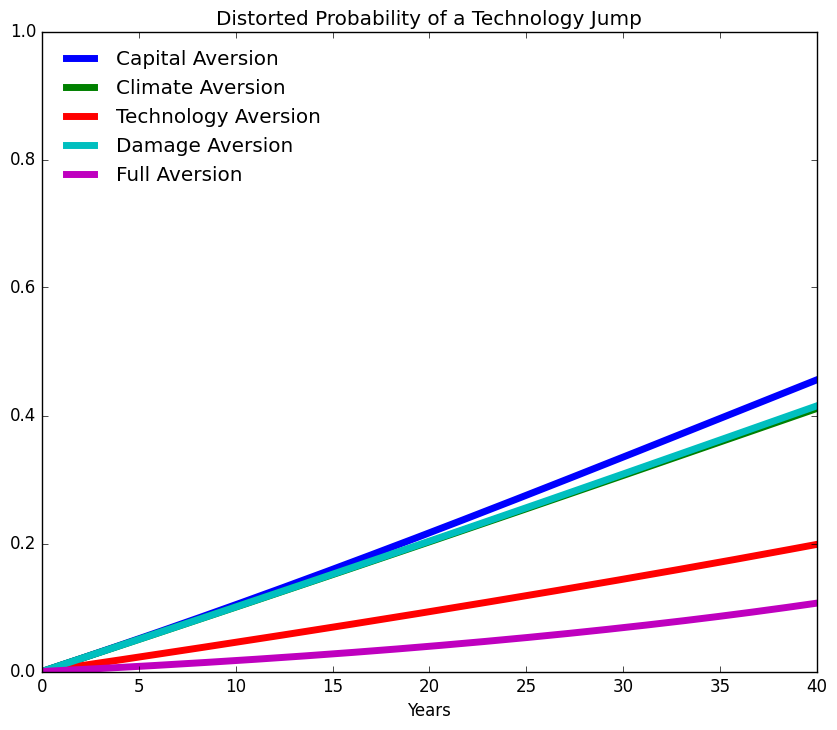 Distorted Probability of a Technology Jump
1.0
Capital Aversion
Climate Aversion
Technology Aversion
Damage Aversion
Full Aversion
0.8
0.6
0.4
0.2
0.0
0 5 10 15 20 25 30 35 40
Years